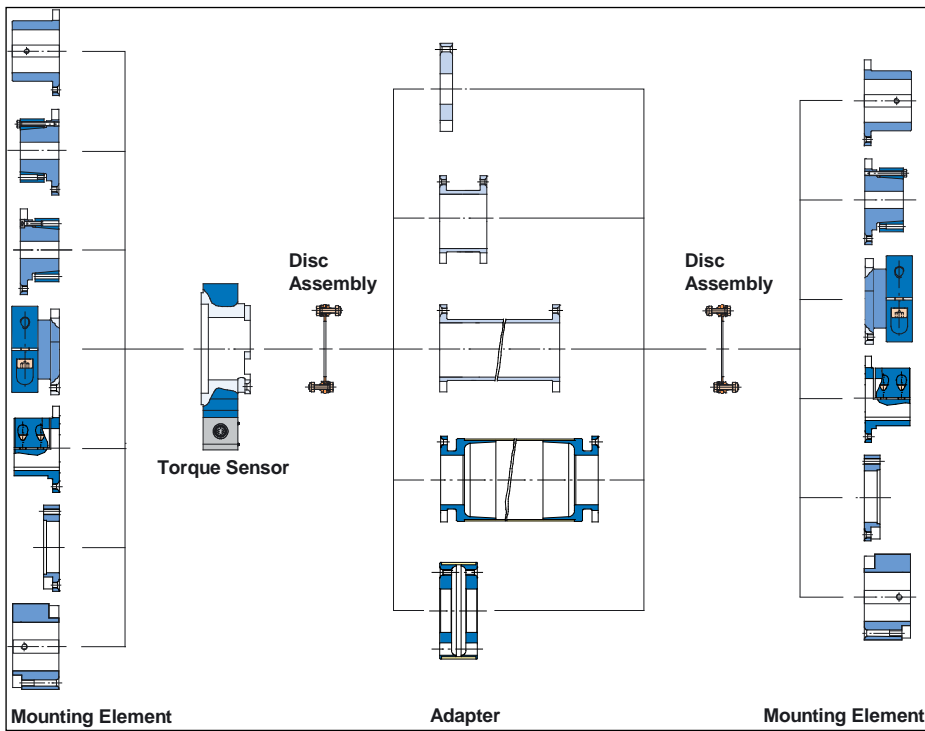 Disc
Assembly
Disc
Assembly
Torque Sensor
Mounting Element
Adapter
Mounting Element